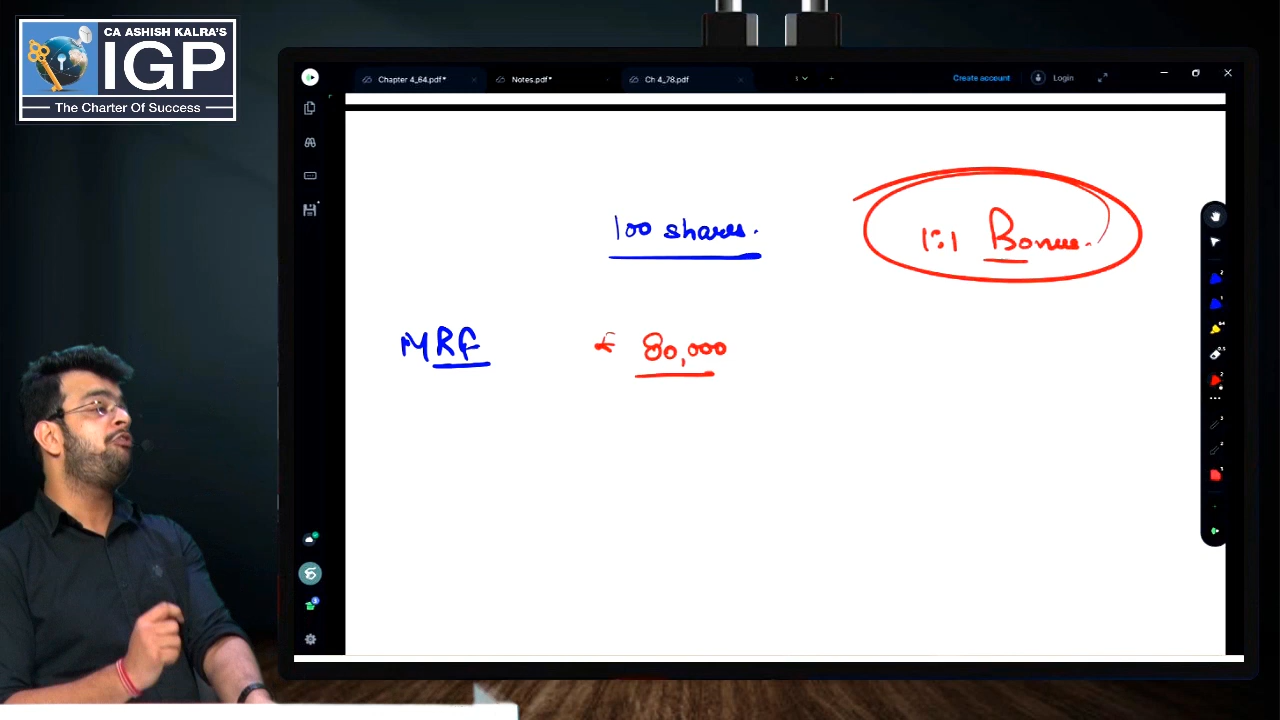 CA ASHISH KALRA'S
IGP
The Charter Of Success
Chapter 4_64.pdf*
Notes.pdf*
Ch 4_78.pdf
Create account
Login
100 shares.
1:1 Bonus.
MRF
₹ 80,000